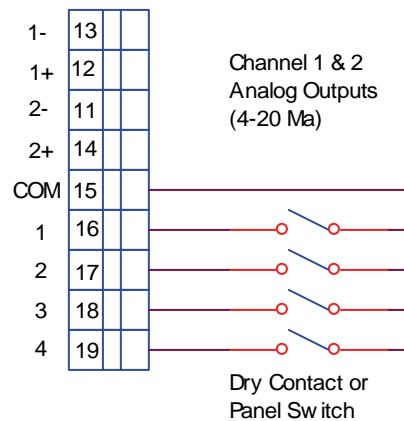 1- 13
1+ 12
2- 11
2+ 14
COM 15
1 16
2 17
3 18
4 19
Channel 1 & 2
Analog Outputs
(4-20 Ma)
Dry Contact or
Panel Switch